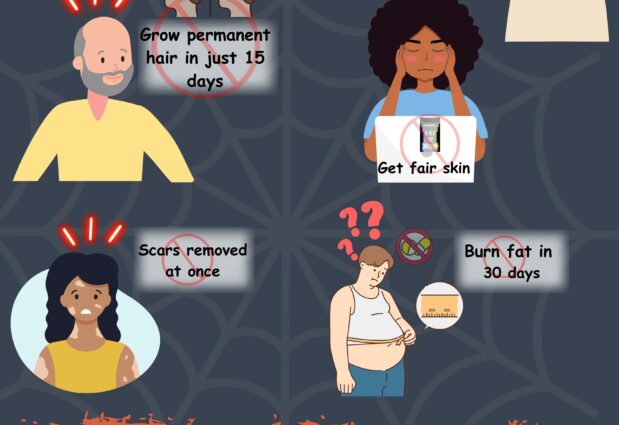 Grow permanent
hair in just 15
days
Get fair skin
Scars removed
at once
Burn fat in
30 days